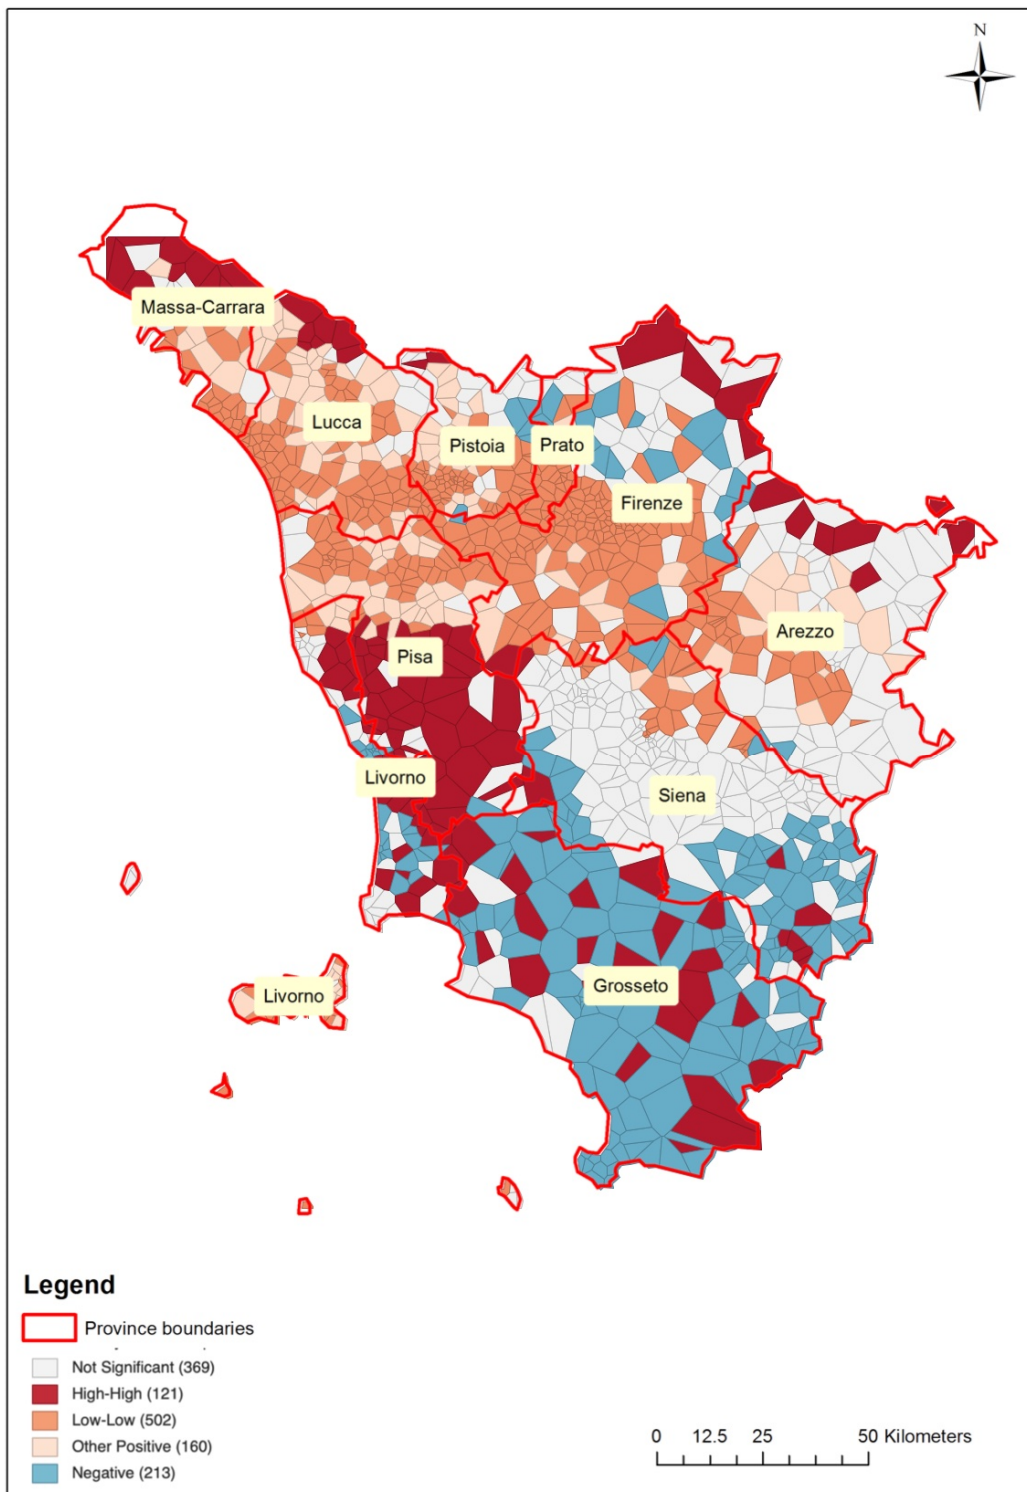 N
Massa-Carrara
Lucca
Pistoia
Prato
Firenze
Arezzo
Pisa
Livorno
Siena
Livorno
Grosseto
Legend
Province boundaries
Not Significant (369)
High-High (121)
Low-Low (502)
Other Positive (160)
Negative (213)
0 12.5 25 50 Kilometers